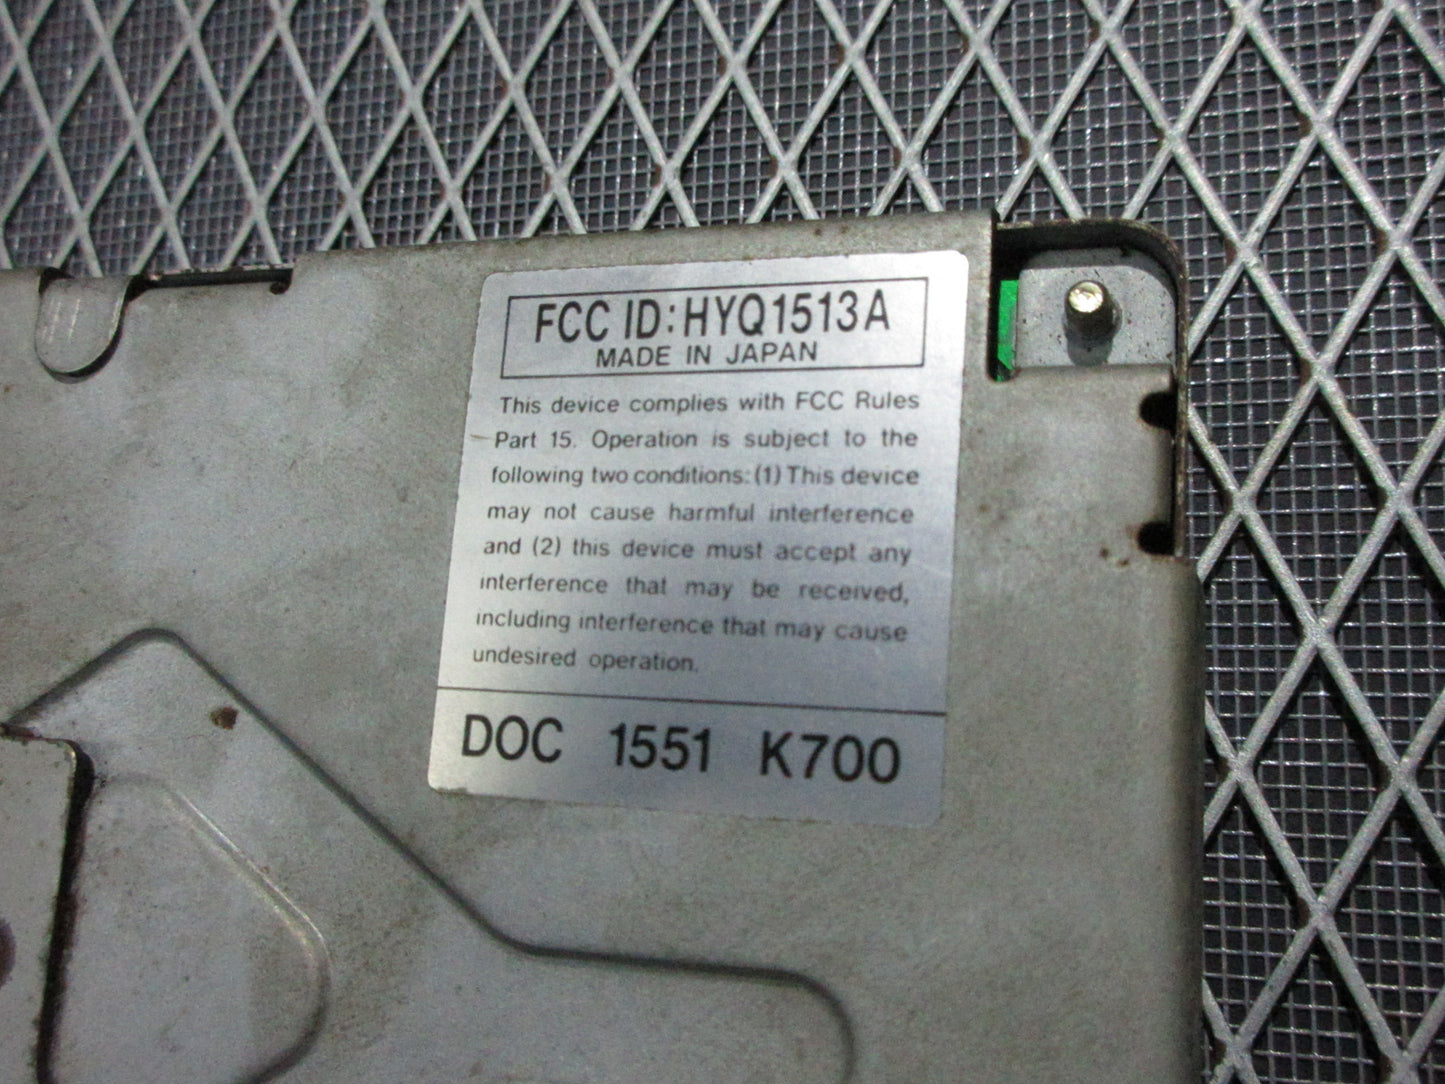 FCC ID:HYQ1513A
MADE IN JAPAN
This device complies with FCC Rules
Part 15. Operation is subject to the
following two conditions:(1) This device
may not cause harmful interference
and (2) this device must accept any
interference that may be received,
including interference that may cause
undesired operation.
DOC 1551 K700